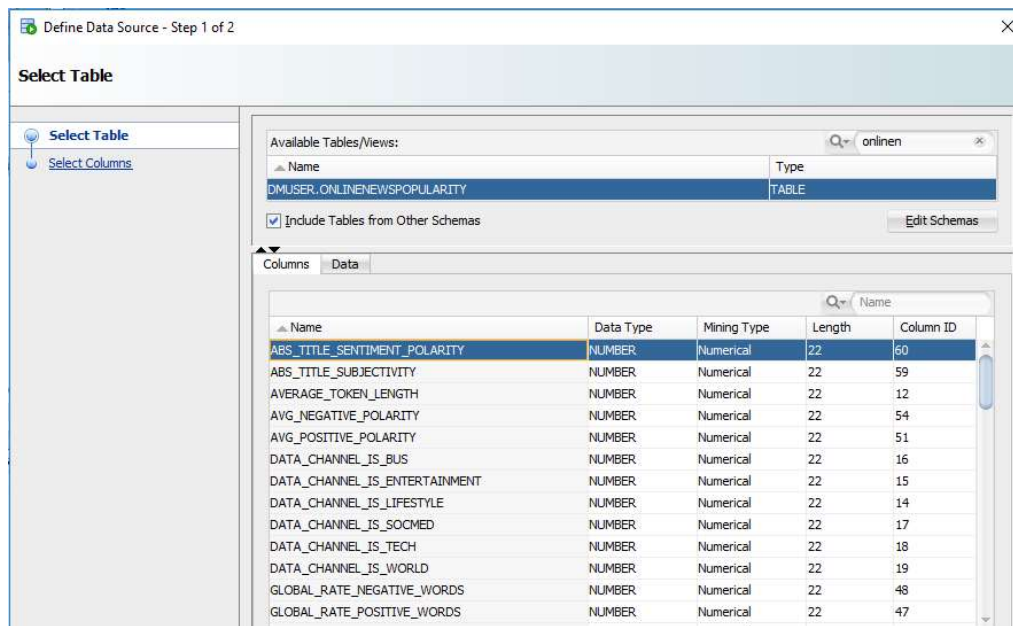 Define Data Source - Step 1 of 2
Select Table
Select Table
Select Columns
Available Tables/Views: onlinen
Name Type
DMUSER.ONLINENEWSPOPULARITY TABLE
Include Tables from Other Schemas Edit Schemas
Columns Data
Name
Name Data Type Mining Type Length Column ID
ABS_TITLE_SENTIMENT_POLARITY NUMBER Numerical 22 60
ABS_TITLE_SUBJECTIVITY NUMBER Numerical 22 59
AVERAGE_TOKEN_LENGTH NUMBER Numerical 22 12
AVG_NEGATIVE_POLARITY NUMBER Numerical 22 54
AVG_POSITIVE_POLARITY NUMBER Numerical 22 51
DATA_CHANNEL_IS_BUS NUMBER Numerical 22 16
DATA_CHANNEL_IS_ENTERTAINMENT NUMBER Numerical 22 15
DATA_CHANNEL_IS_LIFESTYLE NUMBER Numerical 22 14
DATA_CHANNEL_IS_SOCMED NUMBER Numerical 22 17
DATA_CHANNEL_IS_TECH NUMBER Numerical 22 18
DATA_CHANNEL_IS_WORLD NUMBER Numerical 22 19
GLOBAL_RATE_NEGATIVE_WORDS NUMBER Numerical 22 48
GLOBAL_RATE_POSITIVE_WORDS NUMBER Numerical 22 47